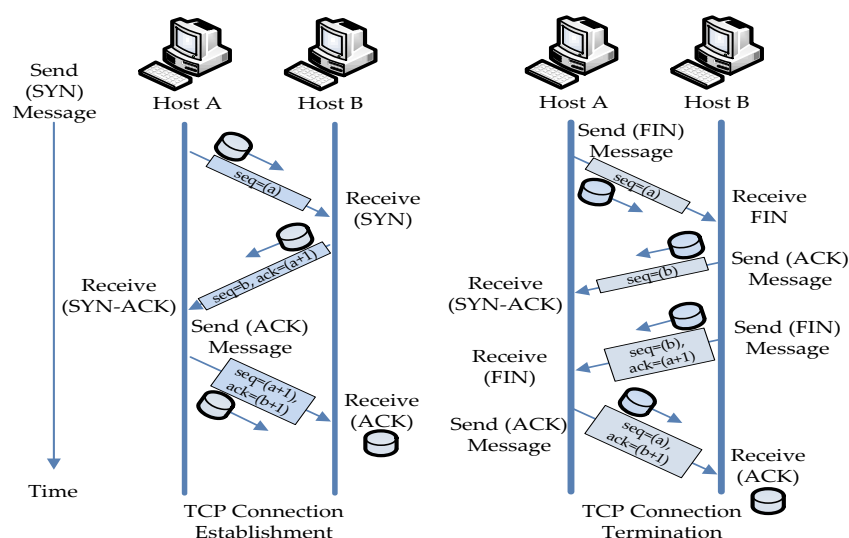 Send
(SYN)
Message
Host A
Host B
seq=(a)
Receive
(SYN)
seq=b, ack=(a+1)
Receive
(SYN-ACK)
Send (ACK)
Message
seq=(a+1),
ack=(b+1)
Receive
(ACK)
Time
TCP Connection
Establishment
Host A
Host B
Send (FIN)
Message
seq=(a)
Receive
FIN
Send (ACK)
Message
seq=(b)
Receive
(SYN-ACK)
Send (FIN)
Message
seq=(b),
ack=(a+1)
Receive
(FIN)
Send (ACK)
Message
seq=(a),
ack=(b+1)
Receive
(ACK)
TCP Connection
Termination